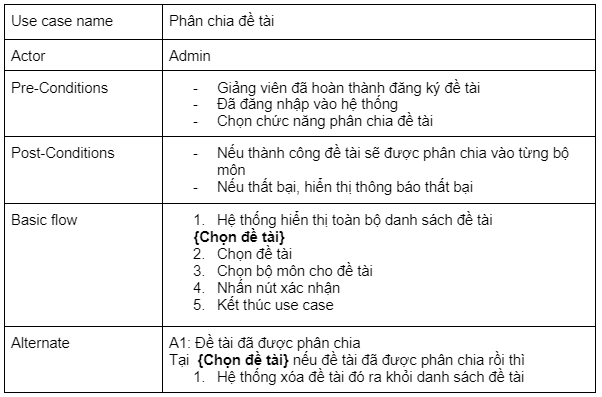 Use case name Phân chia đề tài
Actor Admin
Pre-Conditions - Giảng viên đã hoàn thành đăng ký đề tài
- Đã đăng nhập vào hệ thống
- Chọn chức năng phân chia đề tài
Post-Conditions - Nếu thành công đề tài sẽ được phân chia vào từng bộ
môn
- Nếu thất bại, hiển thị thông báo thất bại
Basic flow 1. Hệ thống hiển thị toàn bộ danh sách đề tài
{Chọn đề tài}
2. Chọn đề tài
3. Chọn bộ môn cho đề tài
4. Nhấn nút xác nhận
5. Kết thúc use case
Alternate A1: Đề tài đã được phân chia
Tại {Chọn đề tài} nếu đề tài đã được phân chia rồi thì
1. Hệ thống xóa đề tài đó ra khỏi danh sách đề tài